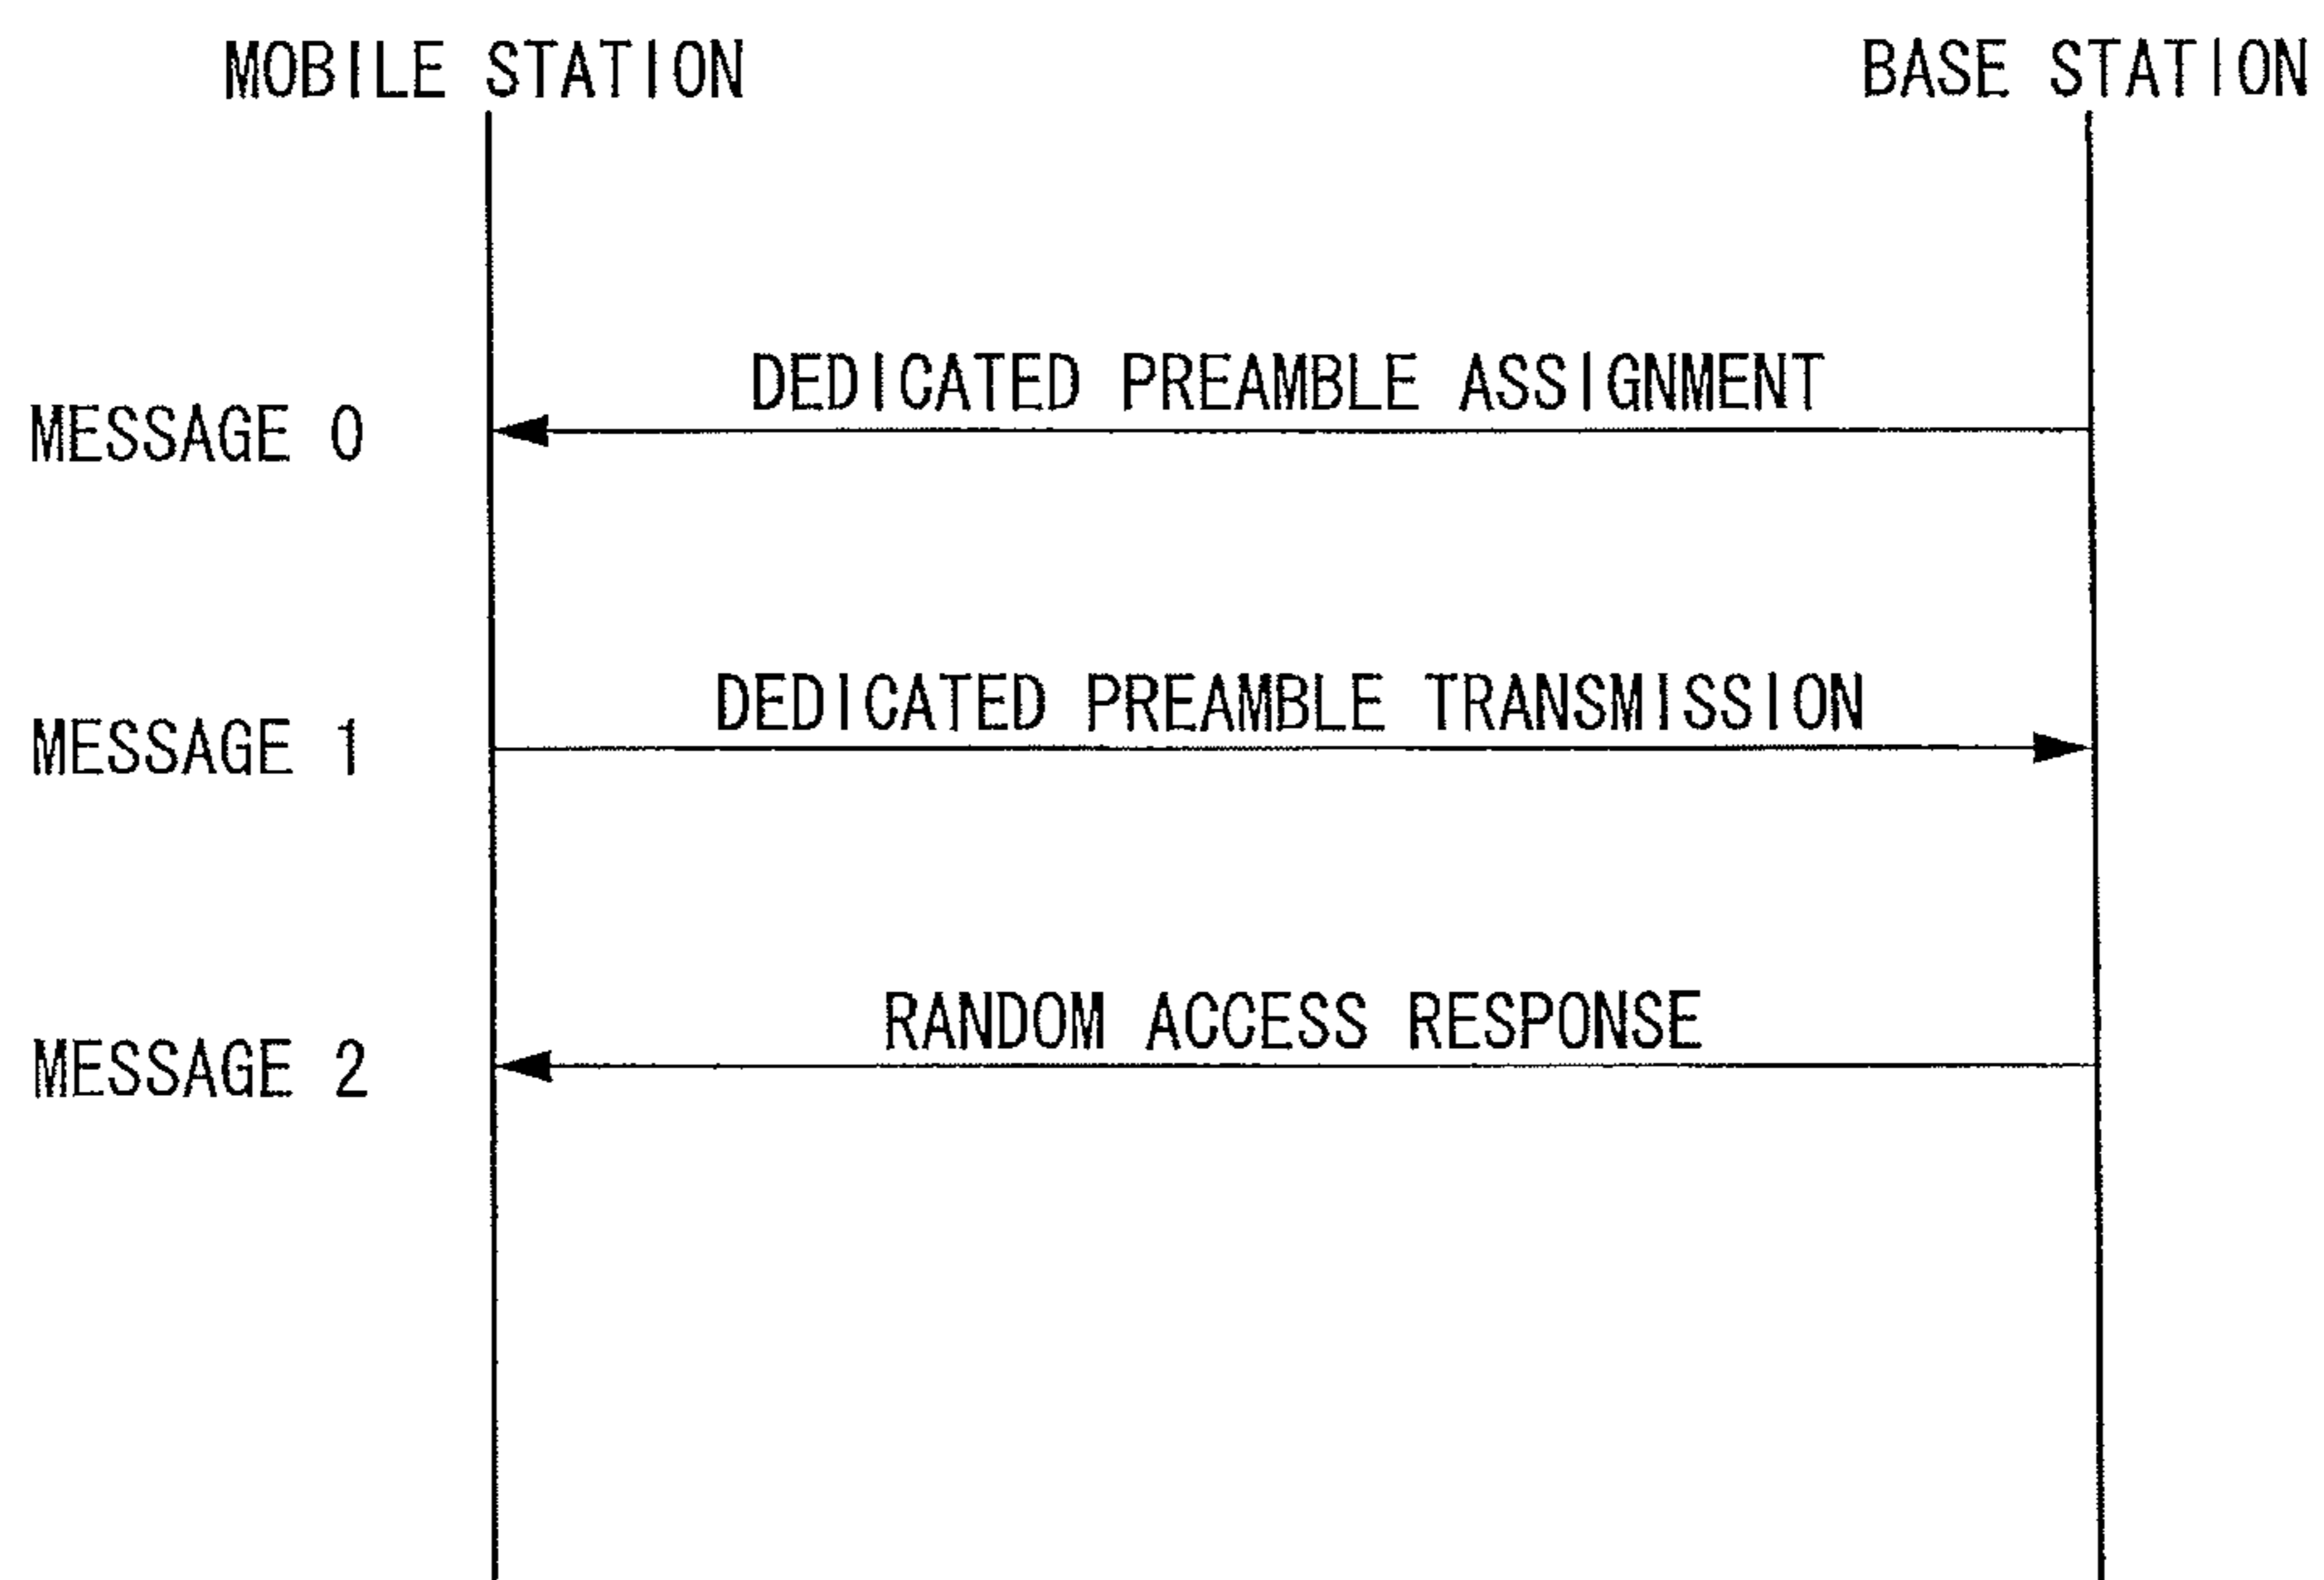 MOBILE STATION BASE STATION
DEDICATED PREAMBLE ASSIGNMENT
MESSAGE 0
DEDICATED PREAMBLE TRANSMISSION
MESSAGE 1
RANDOM ACCESS RESPONSE
MESSAGE 2